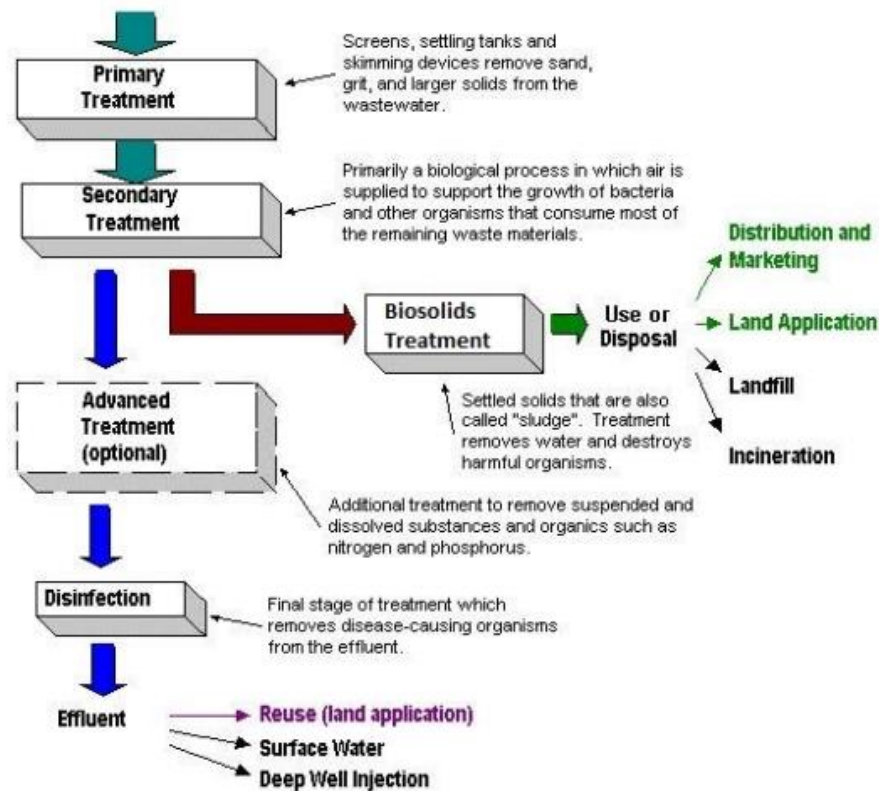 Primary
Treatment
Screens, settling tanks and
skimming devices remove sand,
grit, and larger solids from the
wastewater.
Secondary
Treatment
Primarily a biological process in which air is
supplied to support the growth of bacteria
and other organisms that consume most of
the remaining waste materials.
Biosolids
Treatment
Use or
Disposal
Distribution and
Marketing
Land Application
Landfill
Incineration
Settled solids that are also
called "sludge". Treatment
removes water and destroys
harmful organisms.
Advanced
Treatment
(optional)
Additional treatment to remove suspended and
dissolved substances and organics such as
nitrogen and phosphorus.
Disinfection
Final stage of treatment which
removes disease-causing organisms
from the effluent.
Effluent
Reuse (land application)
Surface Water
Deep Well Injection